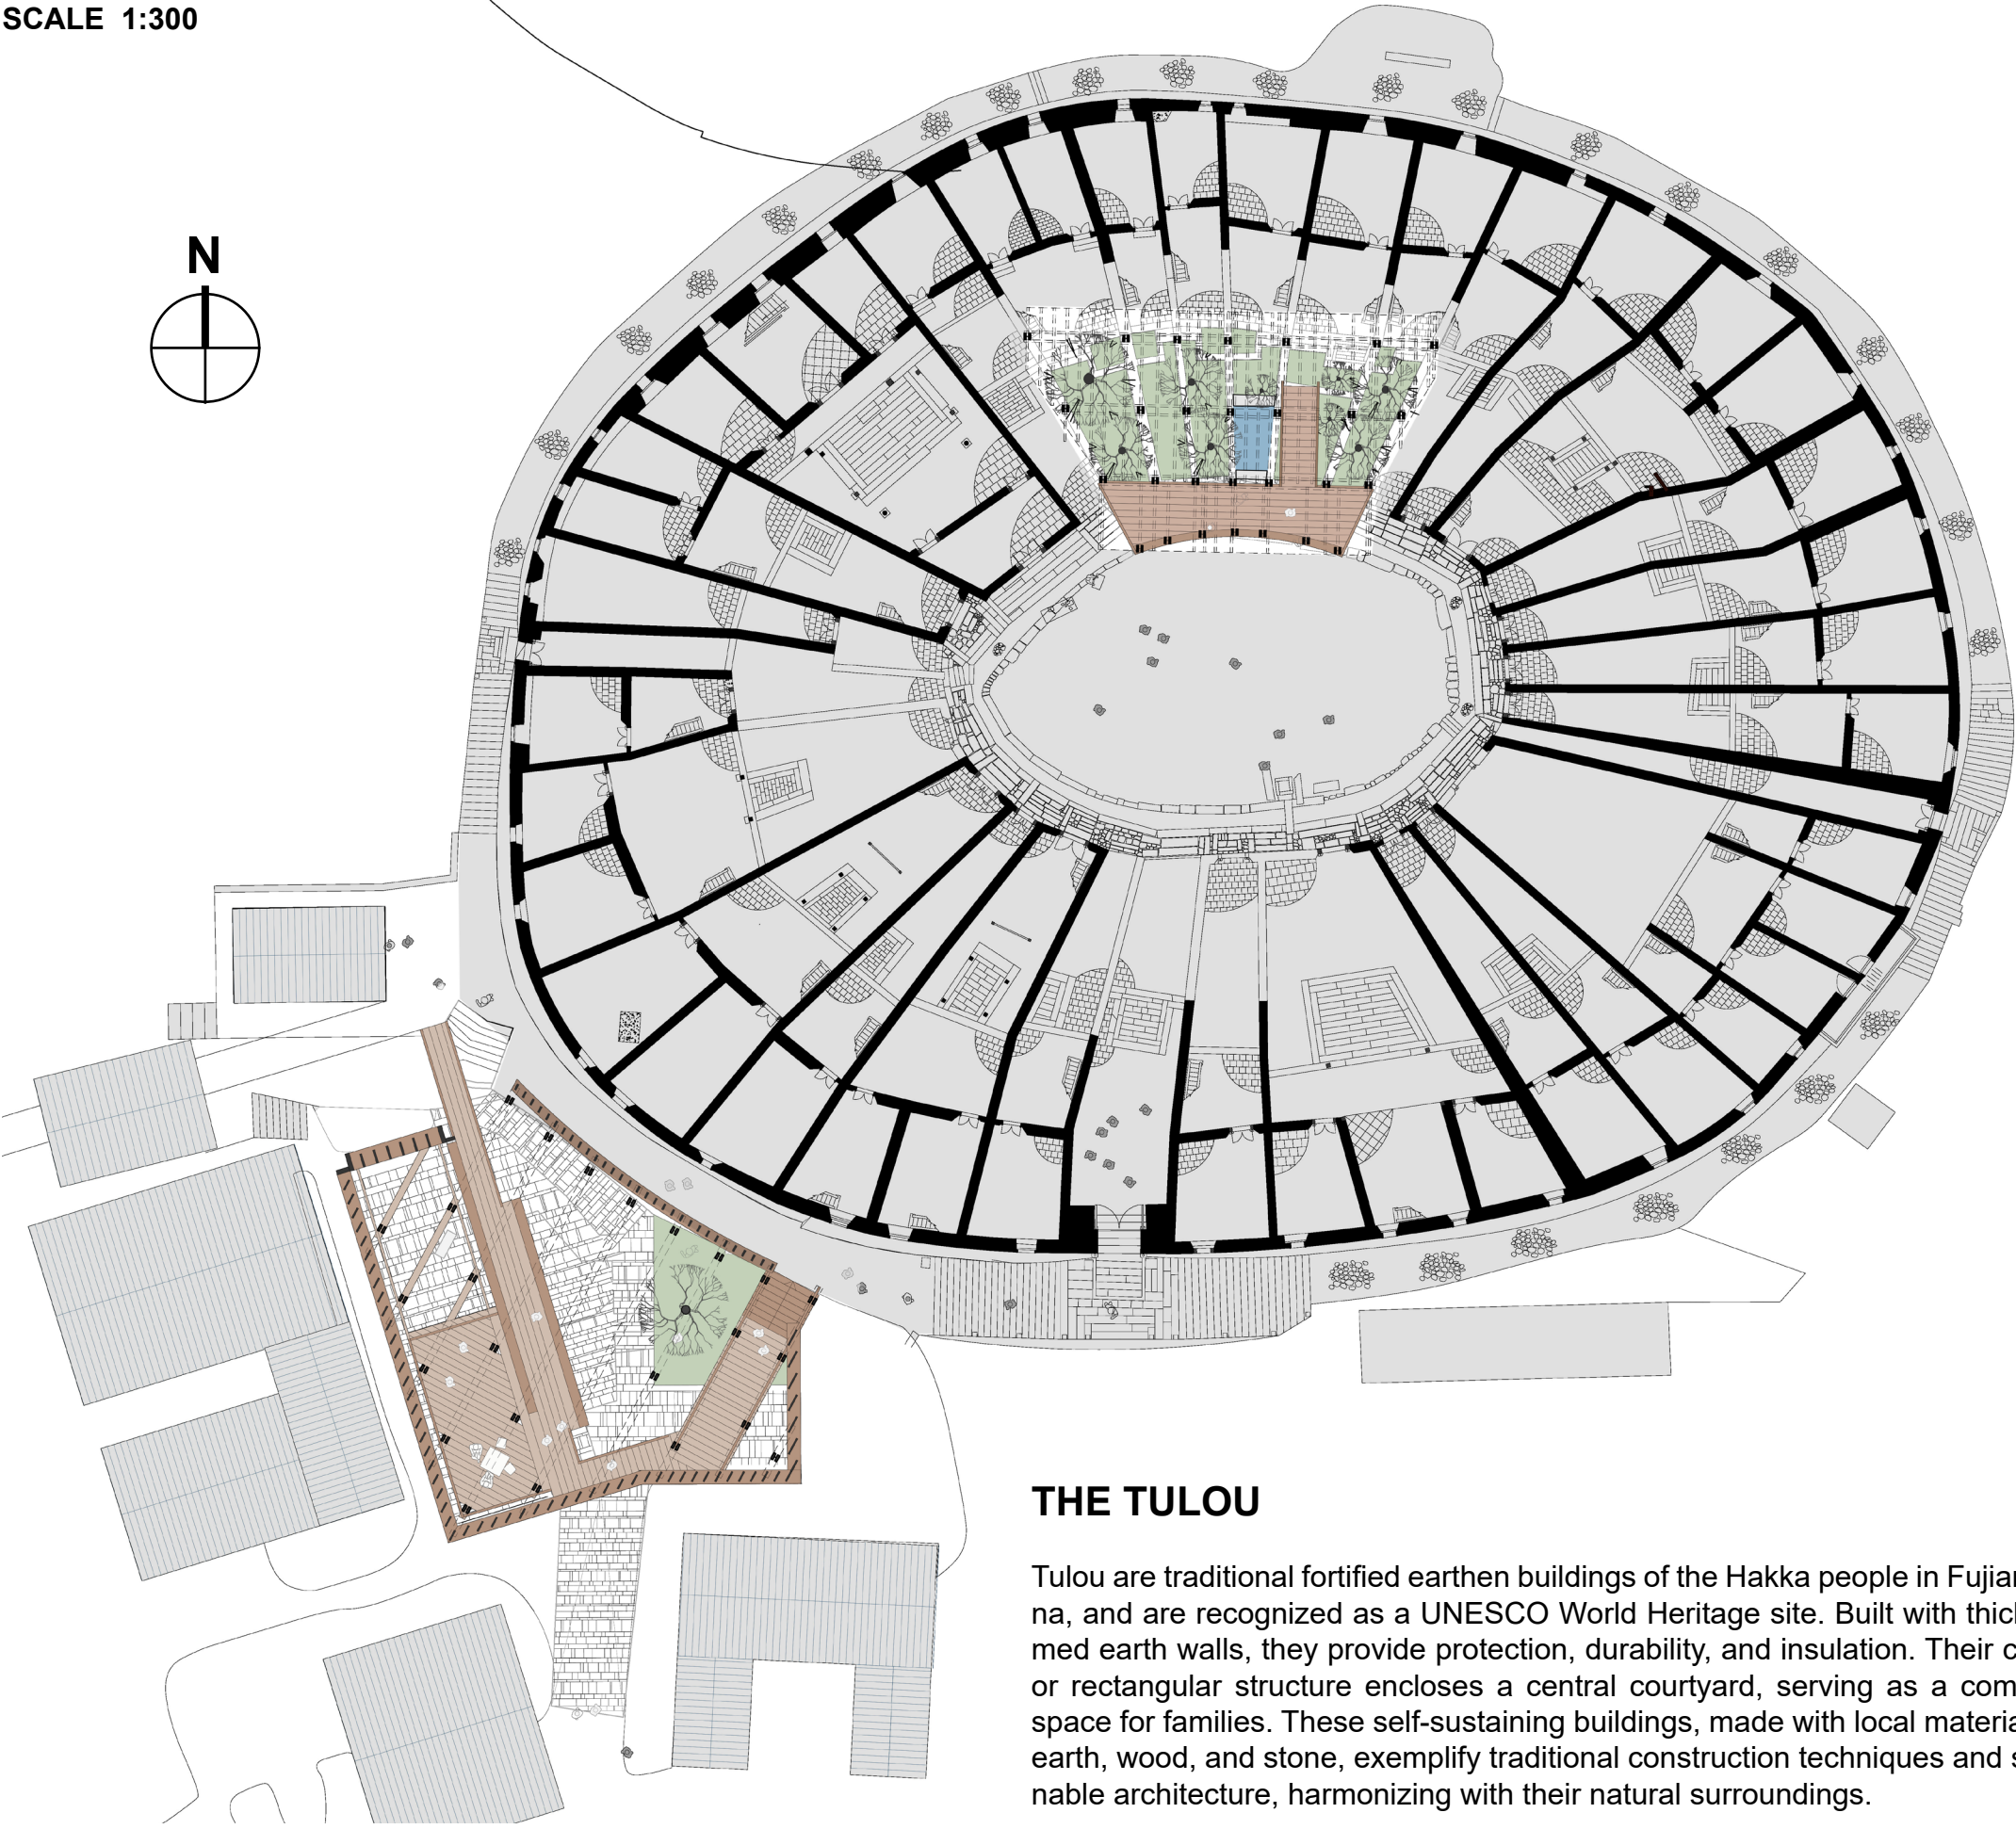 SCALE 1:300
N
THE TULOU
Tulou are traditional fortified earthen buildings of the Hakka people in Fujian
na, and are recognized as a UNESCO World Heritage site. Built with thick
med earth walls, they provide protection, durability, and insulation. Their c
or rectangular structure encloses a central courtyard, serving as a com
space for families. These self-sustaining buildings, made with local materia
earth, wood, and stone, exemplify traditional construction techniques and s
nable architecture, harmonizing with their natural surroundings.